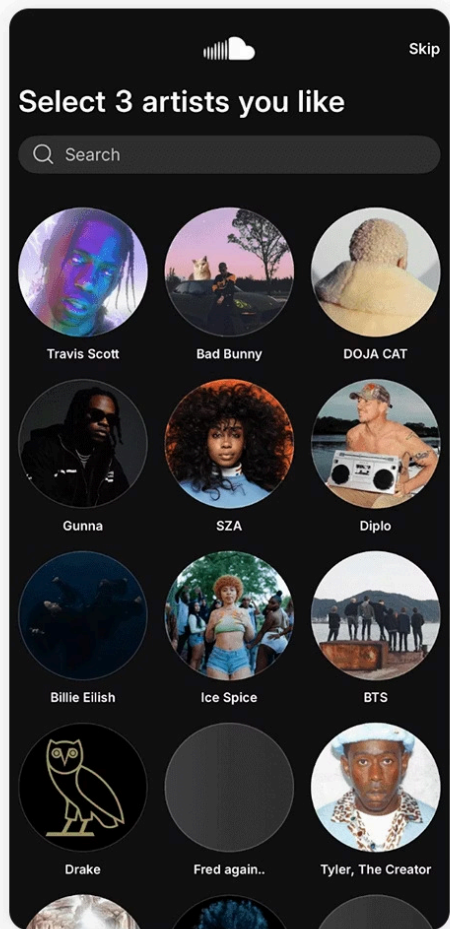 Skip
Select 3 artists you like
Search
Travis Scott
Bad Bunny
DOJA CAT
Gunna
SZA
Diplo
Billie Eilish
Ice Spice
BTS
Drake
Fred again..
Tyler, The Creator